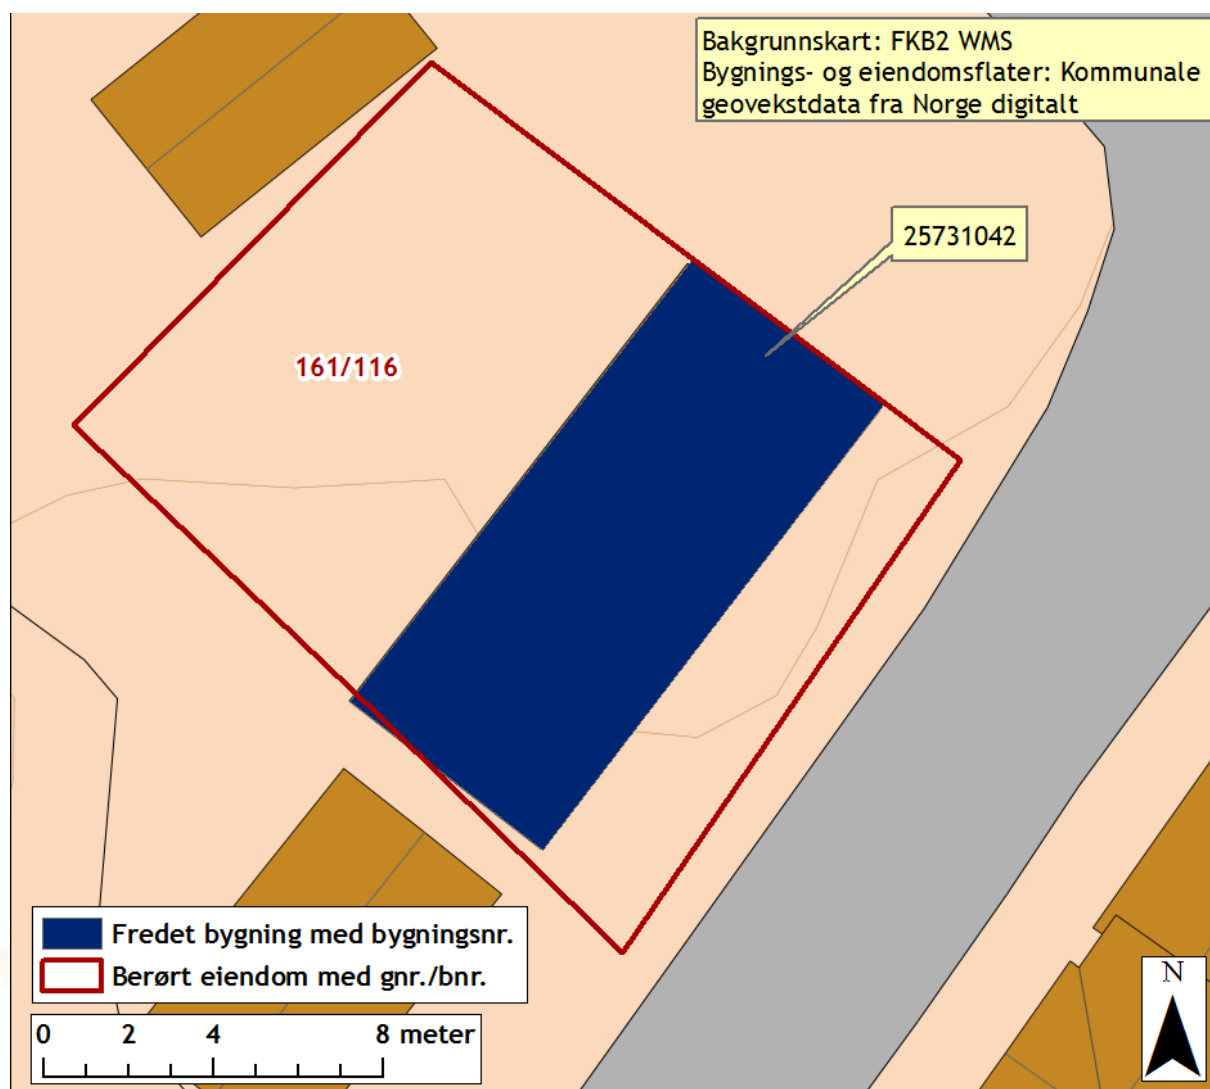 Bakgrunnskart: FKB2 WMS
Bygnings- og eiendomsflater: Kommunale
geovekstdata fra Norge digitalt
25731042
161/116
Fredet bygning med bygningsnr.
Berørt eiendom med gnr./bnr.
0 2 4 8 meter
N